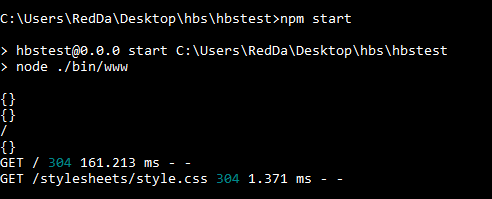 C:\Users\RedDa\Desktop\hbs\hbstest>npm start
> hbstest@0.0.0 start C:\Users\RedDa\Desktop\hbs\hbstest
> node ./bin/www
{}
{}
/
{}
GET / 304 161.213 ms - -
GET /stylesheets/style.css 304 1.371 ms - -